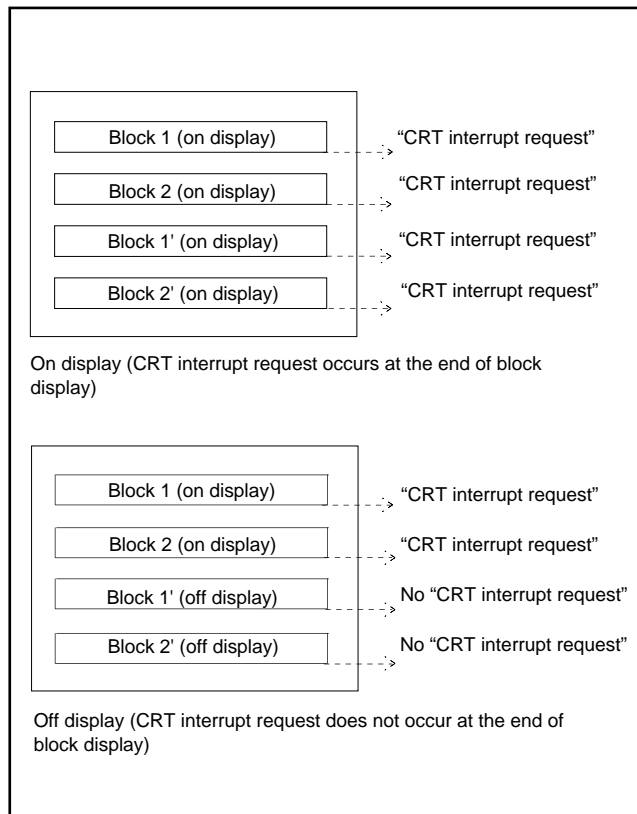 Block 1 (on display)
“CRT interrupt request”
Block 2 (on display)
“CRT interrupt request”
Block 1' (on display)
“CRT interrupt request”
Block 2' (on display)
“CRT interrupt request”
On display (CRT interrupt request occurs at the end of block
display)
Block 1 (on display)
“CRT interrupt request”
Block 2 (on display)
“CRT interrupt request”
Block 1' (off display)
No “CRT interrupt request”
Block 2' (off display)
No “CRT interrupt request”
Off display (CRT interrupt request does not occur at the end of
block display)